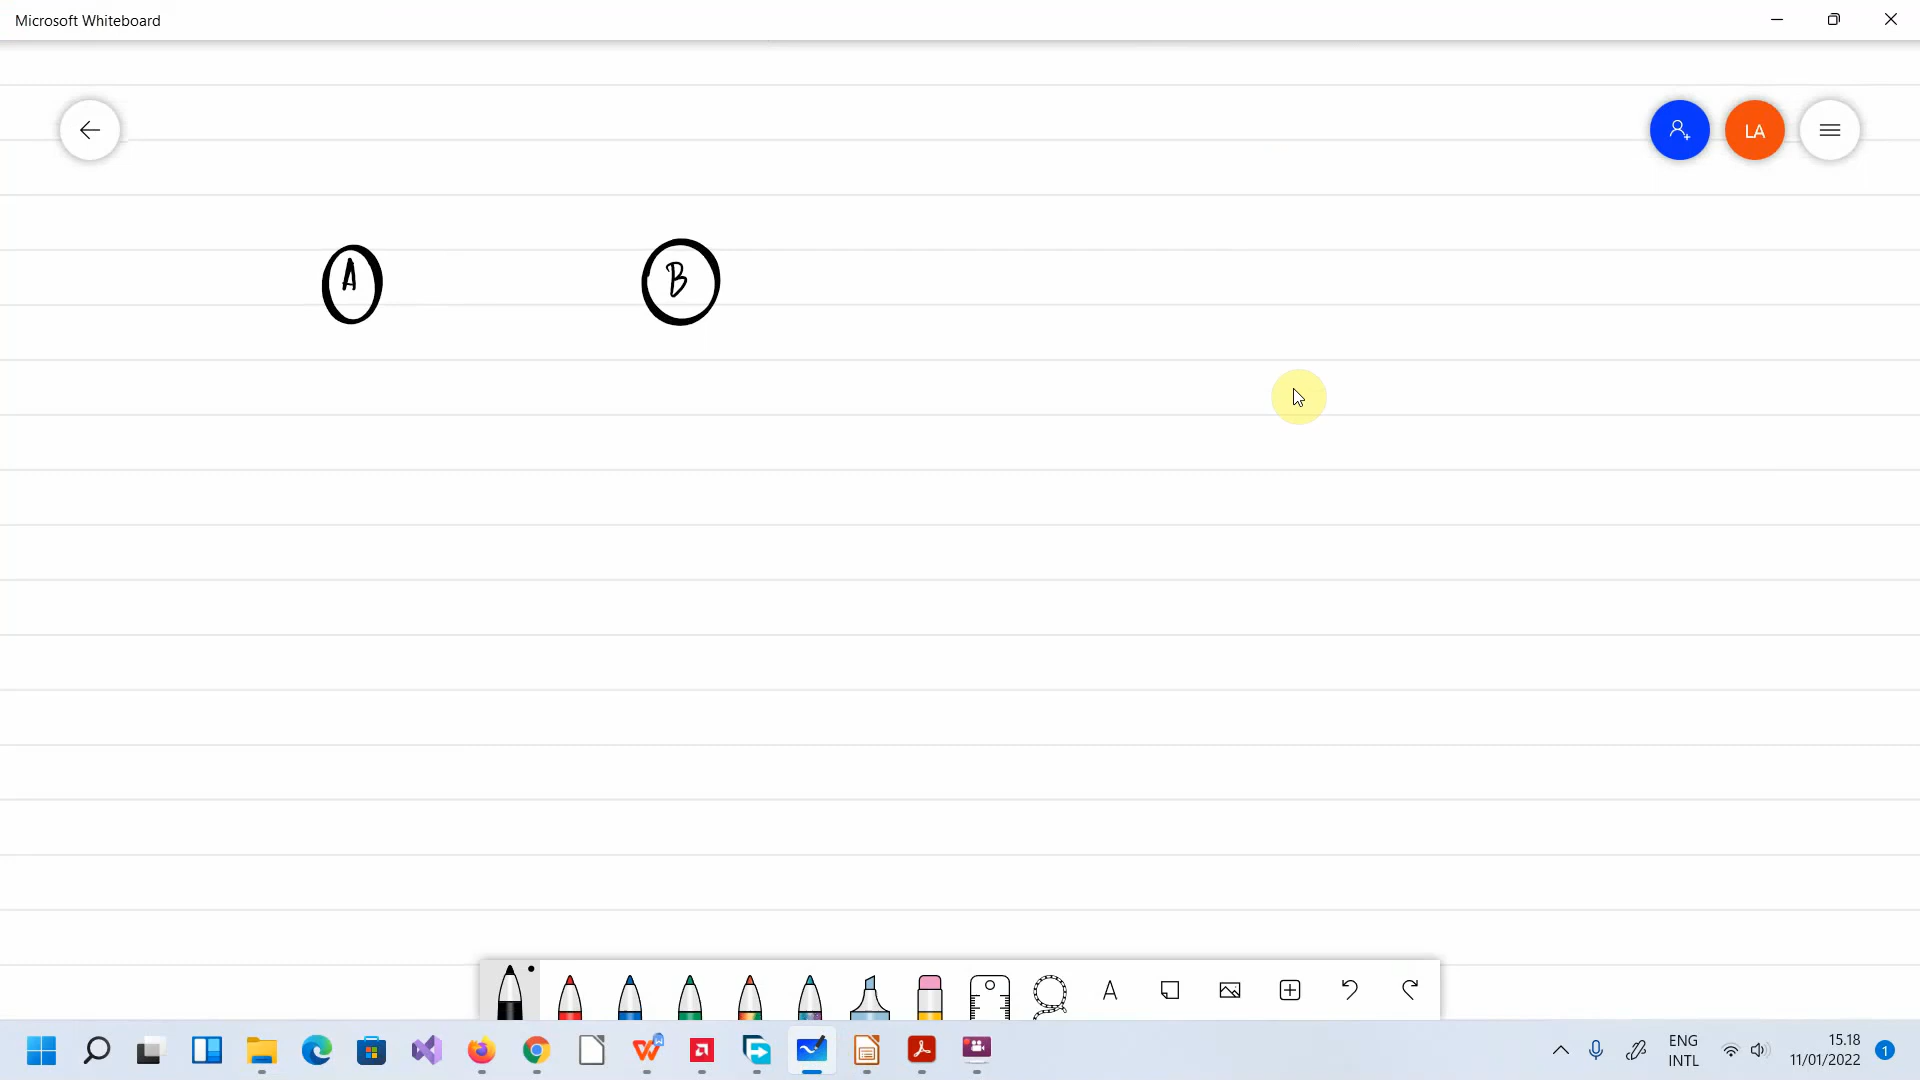 Microsoft Whiteboard
LA
A B
A
ENG
INTL
15.18
11/01/2022
1